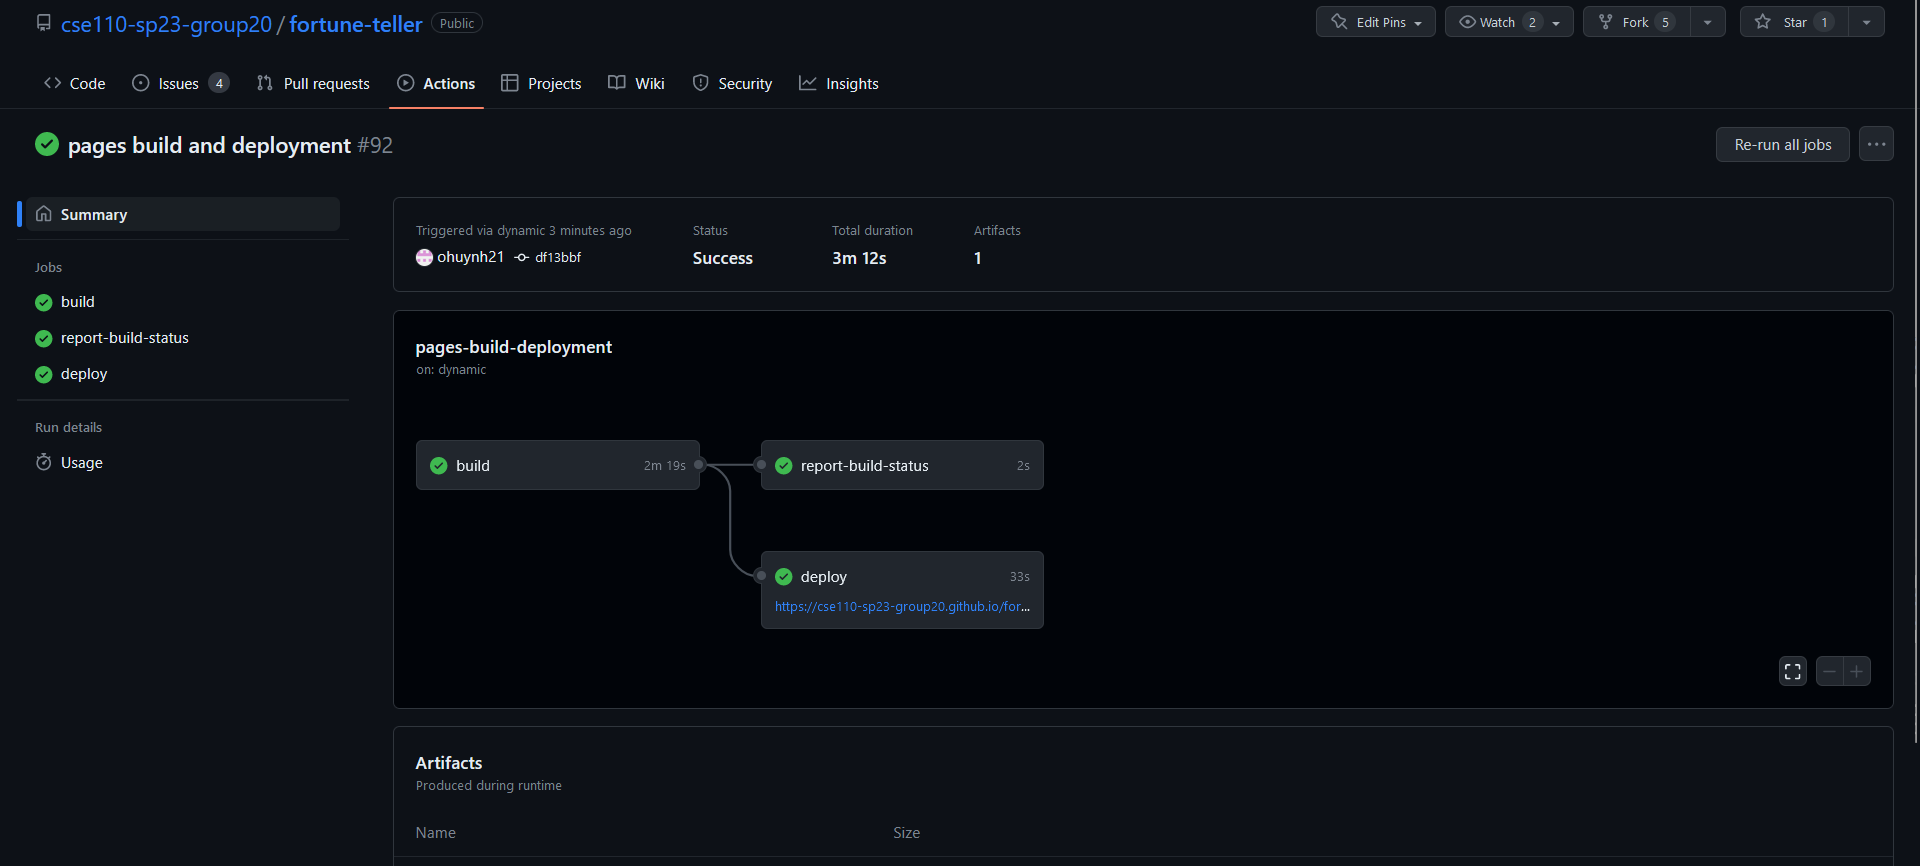 cse110-sp23-group20 / fortune-teller Public
Edit Pins Watch 2 Fork 5 Star 1
Code Issues 4 Pull requests Actions Projects Wiki Security Insights
pages build and deployment #92
Re-run all jobs
Summary
Jobs
build
report-build-status
deploy
Run details
Usage
Triggered via dynamic 3 minutes ago Status Total duration Artifacts
ohuynh21 df13bbf Success 3m 12s 1
pages-build-deployment
on: dynamic
build 2m 19s
report-build-status 2s
deploy 33s
https://cse110-sp23-group20.github.io/for...
Artifacts
Produced during runtime
Name Size